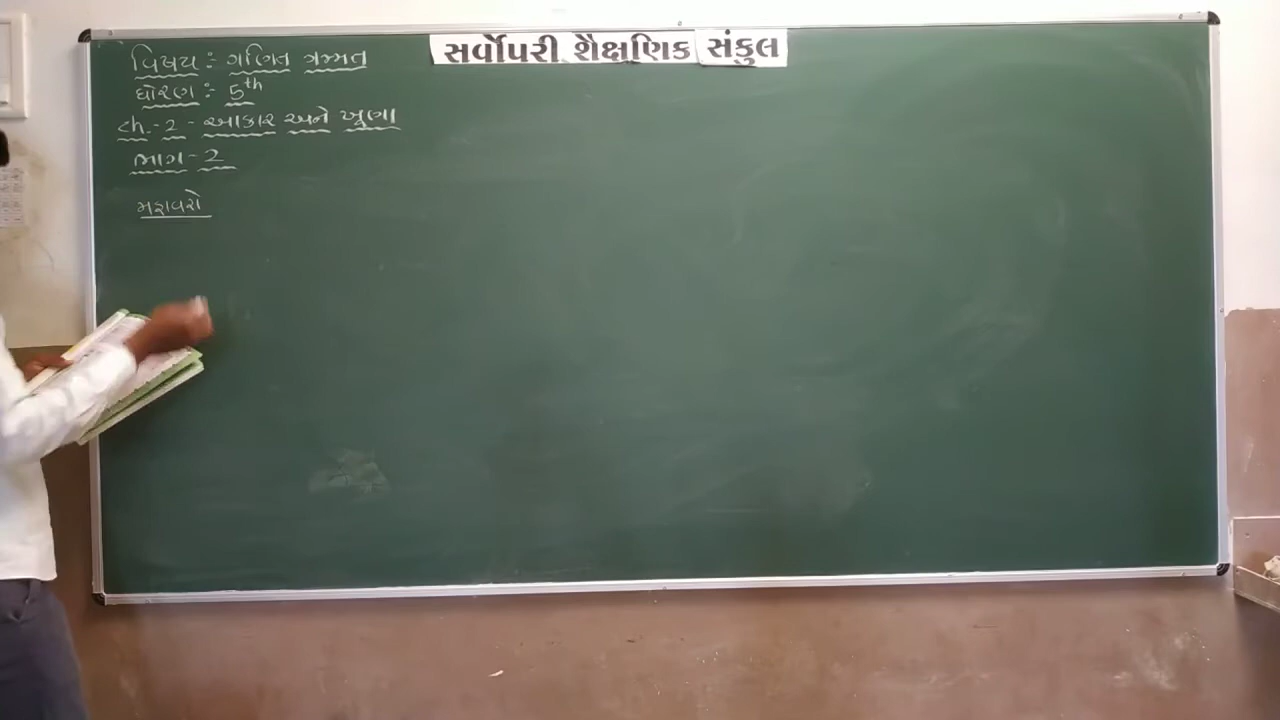 સર્વોપરી શૈક્ષણિક સંકુલ
વિષય :- ગણિત ગમ્મત
ધોરણ :- 5th
Ch.-2 - આકાર અને ખૂણા
ભાગ-2
મહાવરો